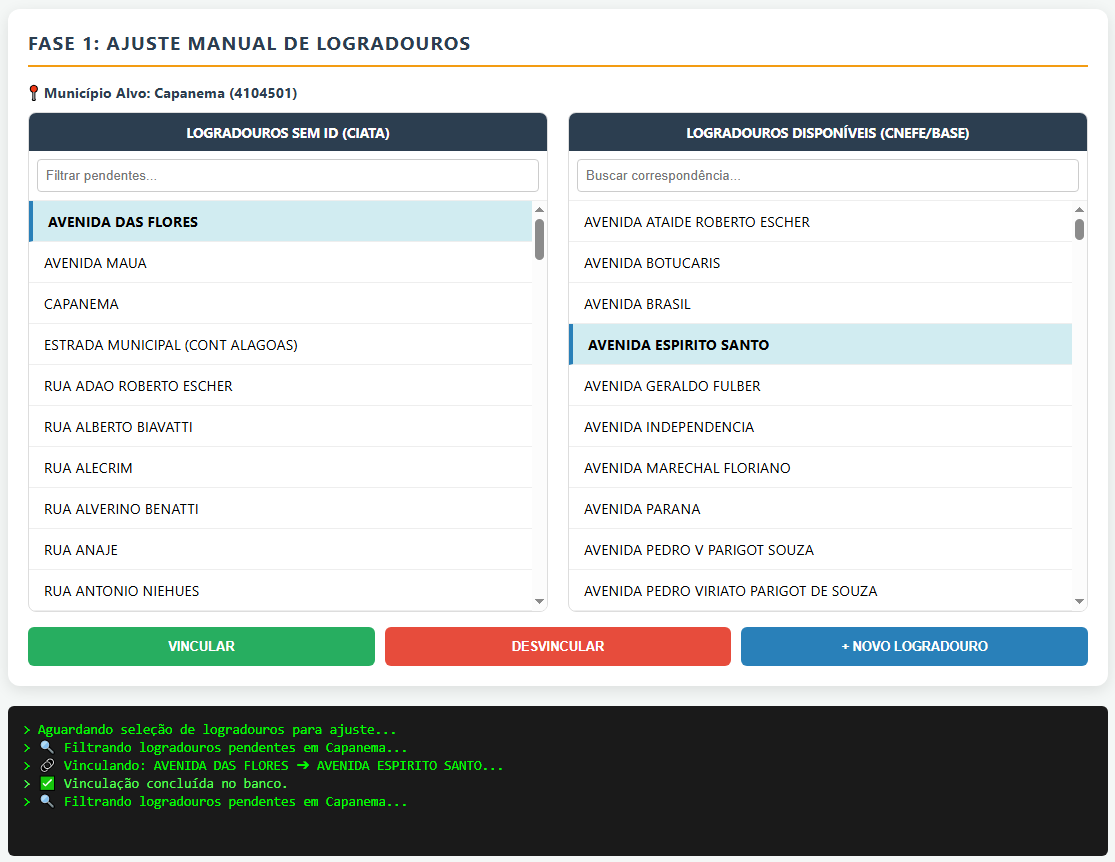 FASE 1: AJUSTE MANUAL DE LOGRADOUROS
Município Alvo: Capanema (4104501)
LOGRADOUROS SEM ID (CIATA)
Filtrar pendentes...
AVENIDA DAS FLORES
AVENIDA MAUA
CAPANEMA
ESTRADA MUNICIPAL (CONT ALAGOAS)
RUA ADAO ROBERTO ESCHER
RUA ALBERTO BIAVATTI
RUA ALECRIM
RUA ALVERINO BENATTI
RUA ANAJE
RUA ANTONIO NIEHUES
LOGRADOUROS DISPONÍVEIS (CNEFE/BASE)
Buscar correspondência...
AVENIDA ATAIDE ROBERTO ESCHER
AVENIDA BOTUCARIS
AVENIDA BRASIL
AVENIDA ESPIRITO SANTO
AVENIDA GERALDO FULBER
AVENIDA INDEPENDENCIA
AVENIDA MARECHAL FLORIANO
AVENIDA PARANA
AVENIDA PEDRO V PARIGOT SOUZA
AVENIDA PEDRO VIRIATO PARIGOT DE SOUZA
VINCULAR
DESVINCULAR
+ NOVO LOGRADOURO
> Aguardando seleção de logradouros para ajuste...
> 🔍 Filtrando logradouros pendentes em Capanema...
> 🔗 Vinculando: AVENIDA DAS FLORES ➔ AVENIDA ESPIRITO SANTO...
> ✅ Vinculação concluída no banco.
> 🔍 Filtrando logradouros pendentes em Capanema...